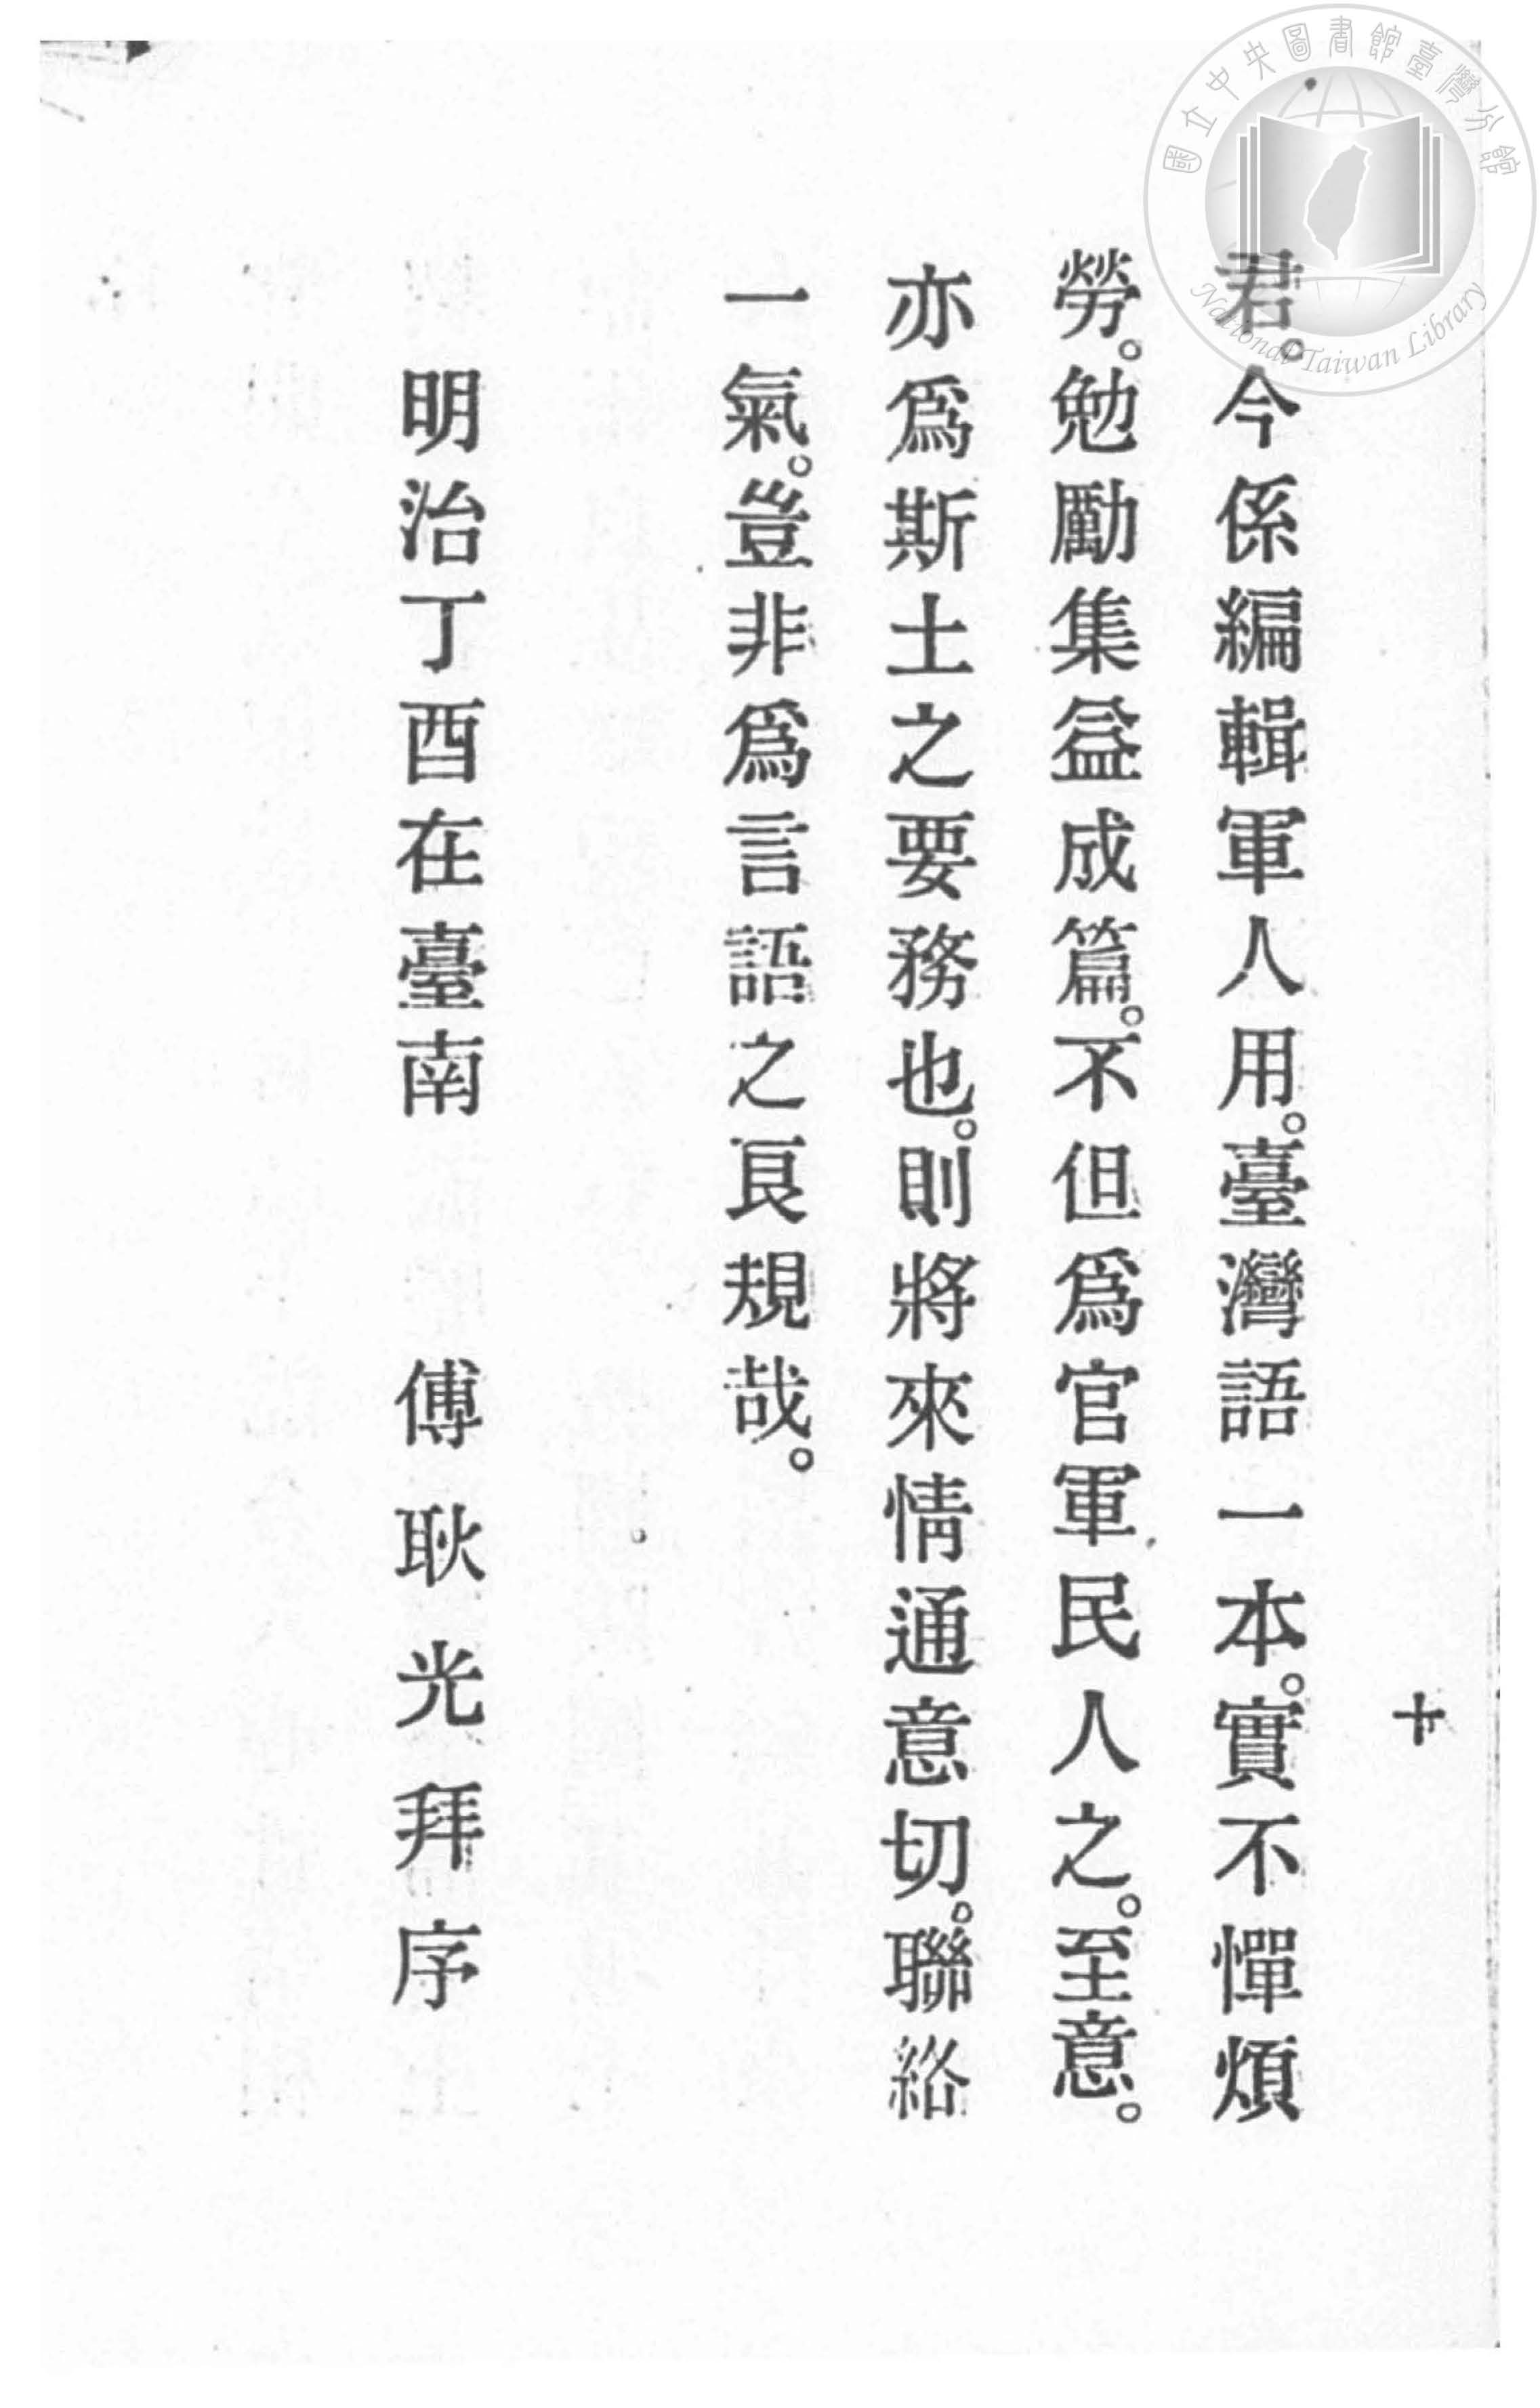 國立中央圖書館臺灣分館
National Taiwan Library
十
君。今係編輯軍人用。臺灣語一本。實不憚煩
勞。勉勵集益成篇。不但爲官軍民人之。至意。
亦爲斯土之要務也。則將來情通意切。聯絡
一氣。豈非爲言語之良規哉。
明治丁酉在臺南　傅耿光拜序